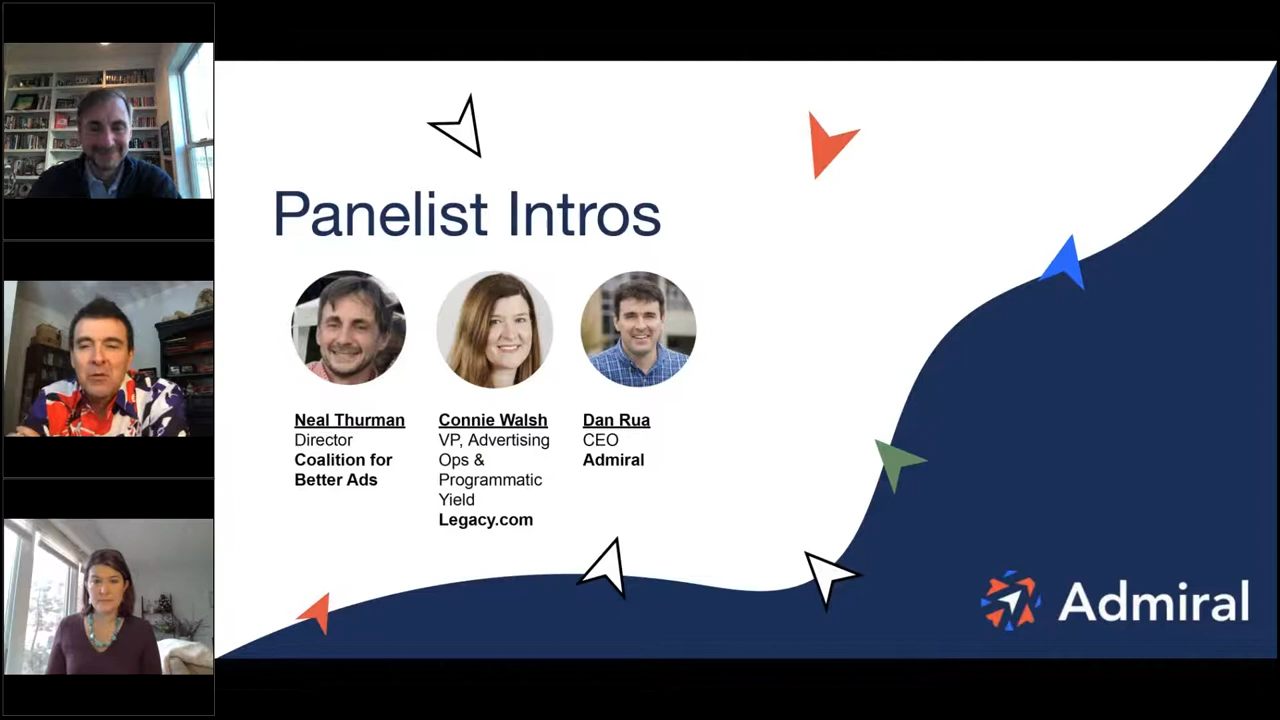 Panelist Intros
Neal Thurman
Director
Coalition for
Better Ads
Connie Walsh
VP, Advertising
Ops &
Programmatic
Yield
Legacy.com
Dan Rua
CEO
Admiral
Admiral